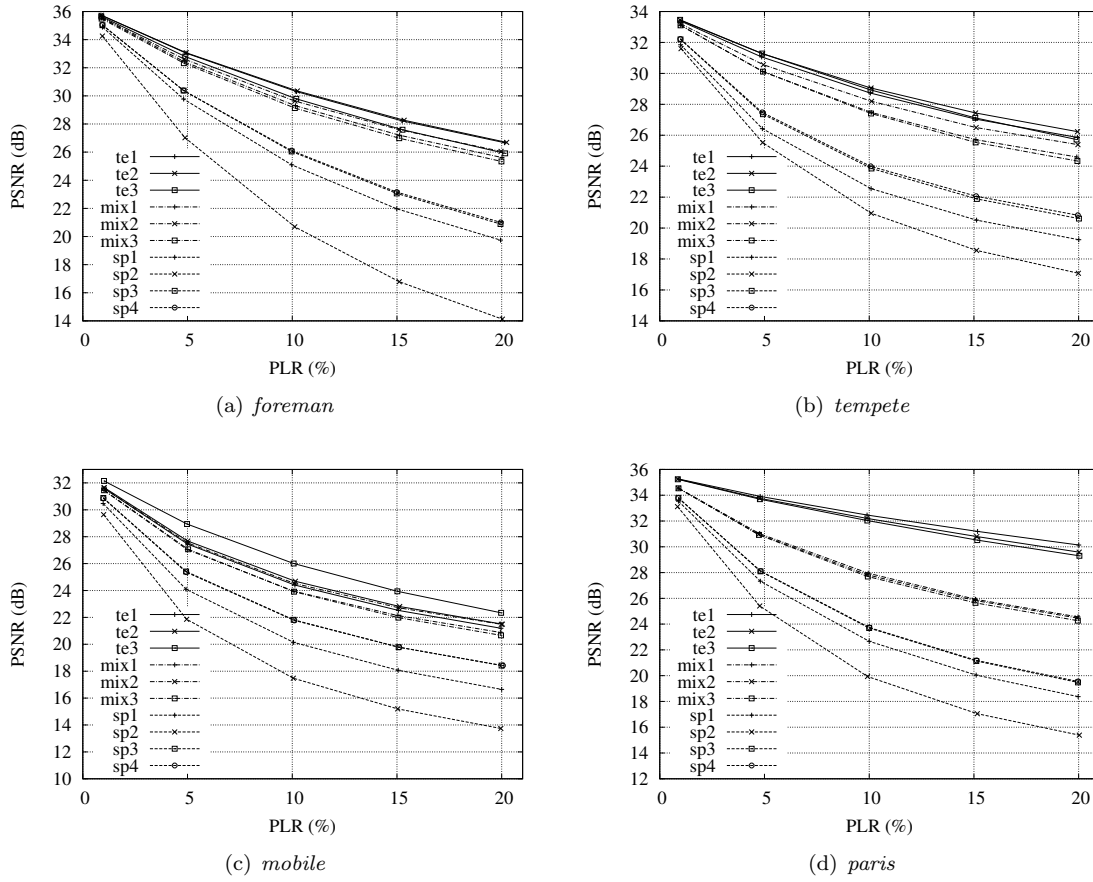 36
34
32
30
28
26
24
22
20
18
16
14
PSNR (dB)
te1
te2
te3
mix1
mix2
mix3
sp1
sp2
sp3
sp4
0 5 10 15 20
PLR (%)
(a) foreman
34
32
30
28
26
24
22
20
18
16
14
PSNR (dB)
te1
te2
te3
mix1
mix2
mix3
sp1
sp2
sp3
sp4
0 5 10 15 20
PLR (%)
(b) tempete
32
30
28
26
24
22
20
18
16
14
12
10
PSNR (dB)
te1
te2
te3
mix1
mix2
mix3
sp1
sp2
sp3
sp4
0 5 10 15 20
PLR (%)
(c) mobile
36
34
32
30
28
26
24
22
20
18
16
14
12
PSNR (dB)
te1
te2
te3
mix1
mix2
mix3
sp1
sp2
sp3
sp4
0 5 10 15 20
PLR (%)
(d) paris